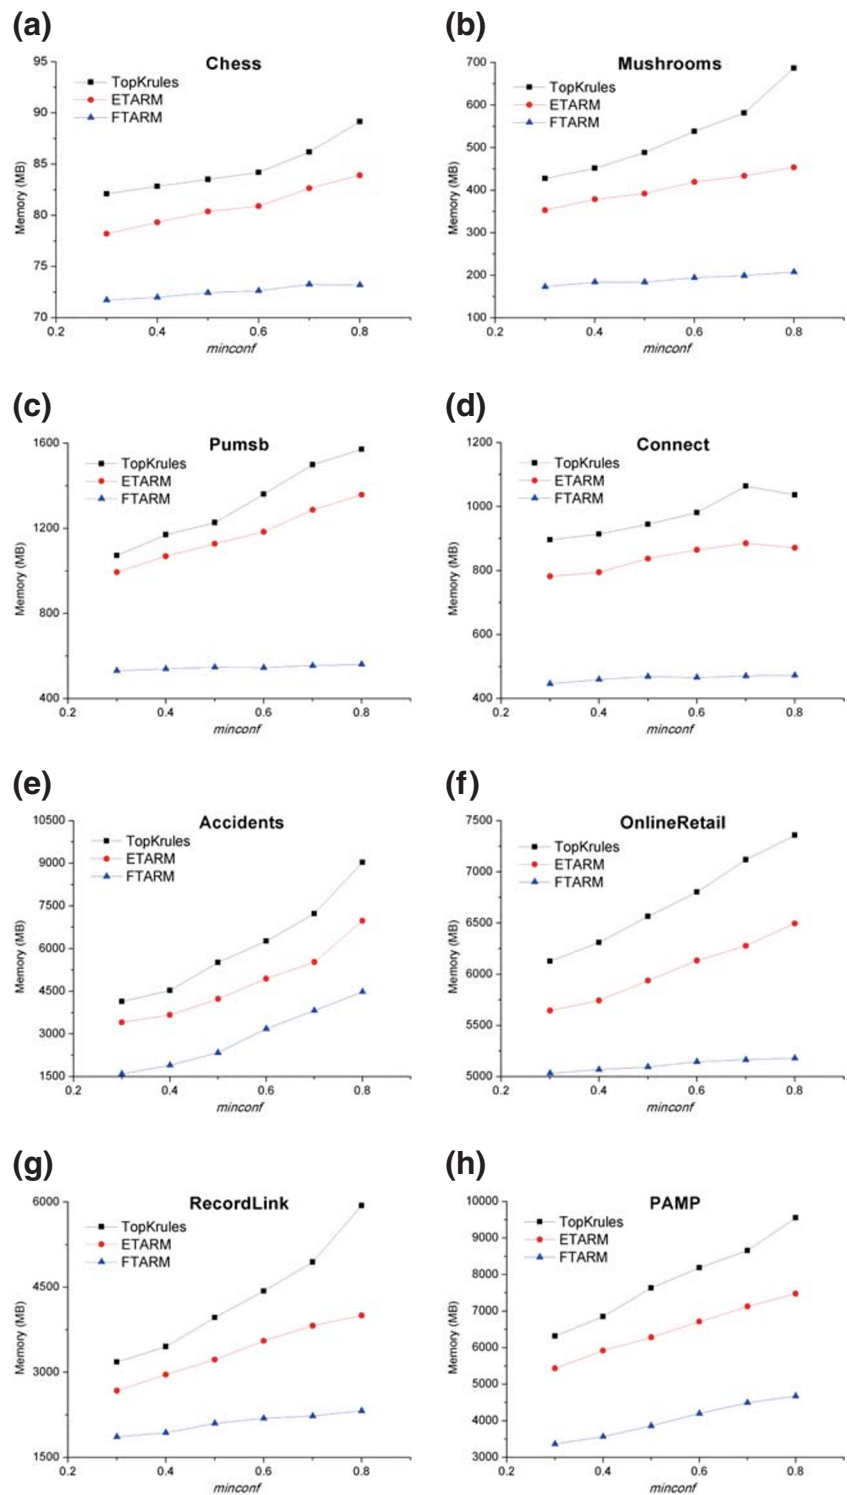 (a)
Chess
95
90
85
80
75
70
Memory (MB)
TopKrules
ETARM
FTARM
0.2 0.4 0.6 0.8
minconf
(b)
Mushrooms
700
600
500
400
300
200
100
Memory (MB)
TopKrules
ETARM
FTARM
0.2 0.4 0.6 0.8
minconf
(c)
Pumsb
1600
1200
800
400
Memory (MB)
TopKrules
ETARM
FTARM
0.2 0.4 0.6 0.8
minconf
(d)
Connect
1200
1000
800
600
400
Memory (MB)
TopKrules
ETARM
FTARM
0.2 0.4 0.6 0.8
minconf
(e)
Accidents
10500
9000
7500
6000
4500
3000
1500
Memory (MB)
TopKrules
ETARM
FTARM
0.2 0.4 0.6 0.8
minconf
(f)
OnlineRetail
7500
7000
6500
6000
5500
5000
Memory (MB)
TopKrules
ETARM
FTARM
0.2 0.4 0.6 0.8
minconf
(g)
RecordLink
6000
4500
3000
1500
Memory (MB)
TopKrules
ETARM
FTARM
0.2 0.4 0.6 0.8
minconf
(h)
PAMP
10000
9000
8000
7000
6000
5000
4000
3000
Memory (MB)
TopKrules
ETARM
FTARM
0.2 0.4 0.6 0.8
minconf